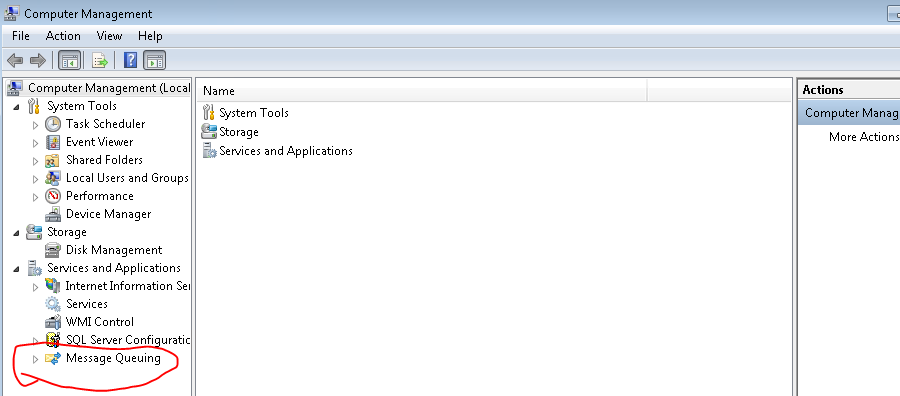 Computer Management
File Action View Help
Computer Management (Local
System Tools
Task Scheduler
Event Viewer
Shared Folders
Local Users and Groups
Performance
Device Manager
Storage
Disk Management
Services and Applications
Internet Information Ser
Services
WMI Control
SQL Server Configuratic
Message Queuing
Name
System Tools
Storage
Services and Applications
Actions
Computer Manag
More Actions